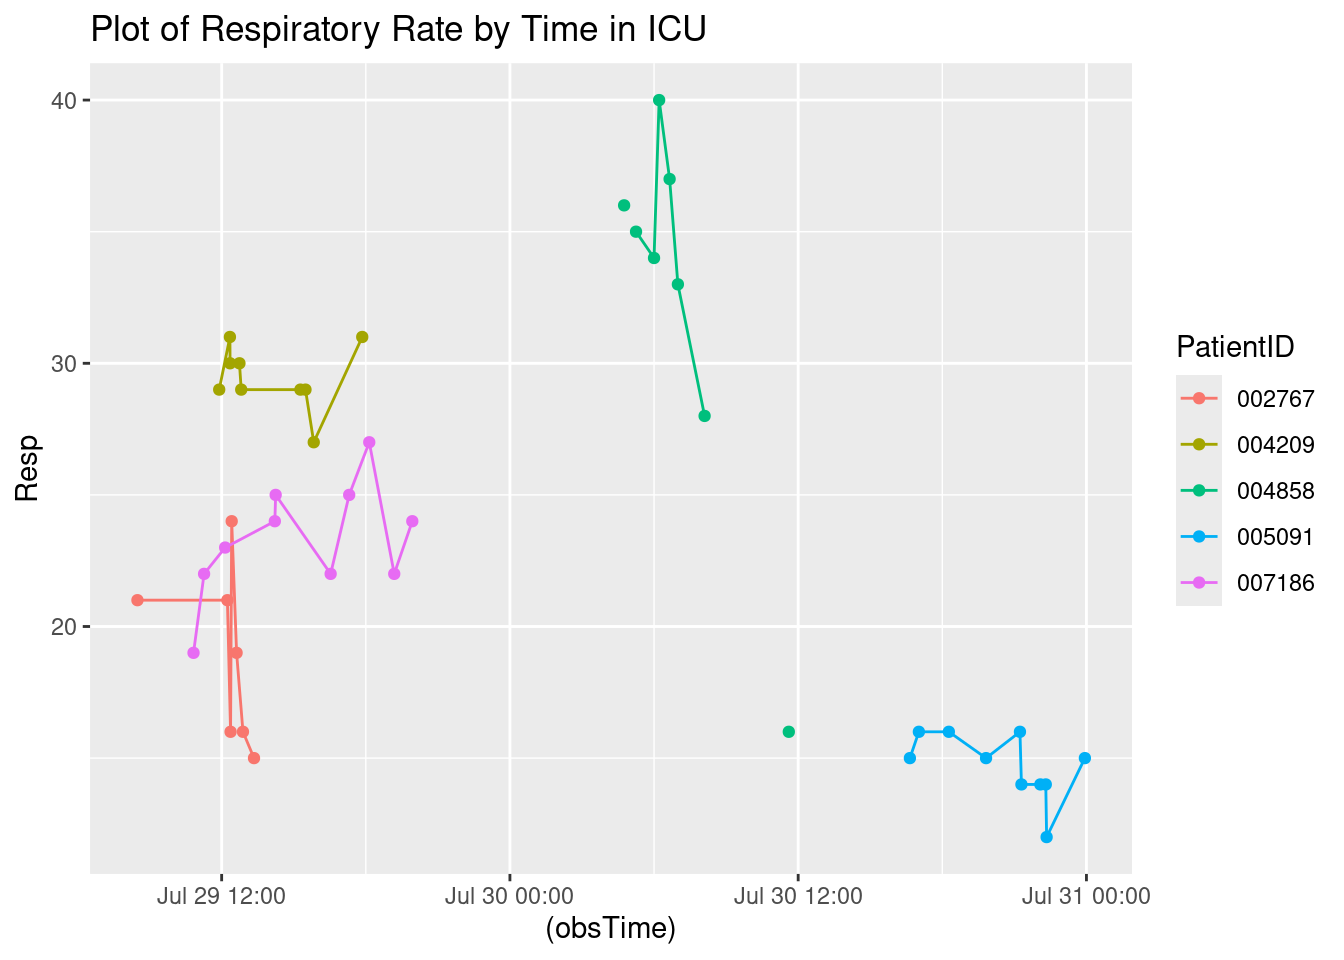 Plot of Respiratory Rate by Time in ICU
40
30
20
Resp
Jul 29 12:00
Jul 30 00:00
Jul 30 12:00
Jul 31 00:00
(obsTime)
PatientID
002767
004209
004858
005091
007186